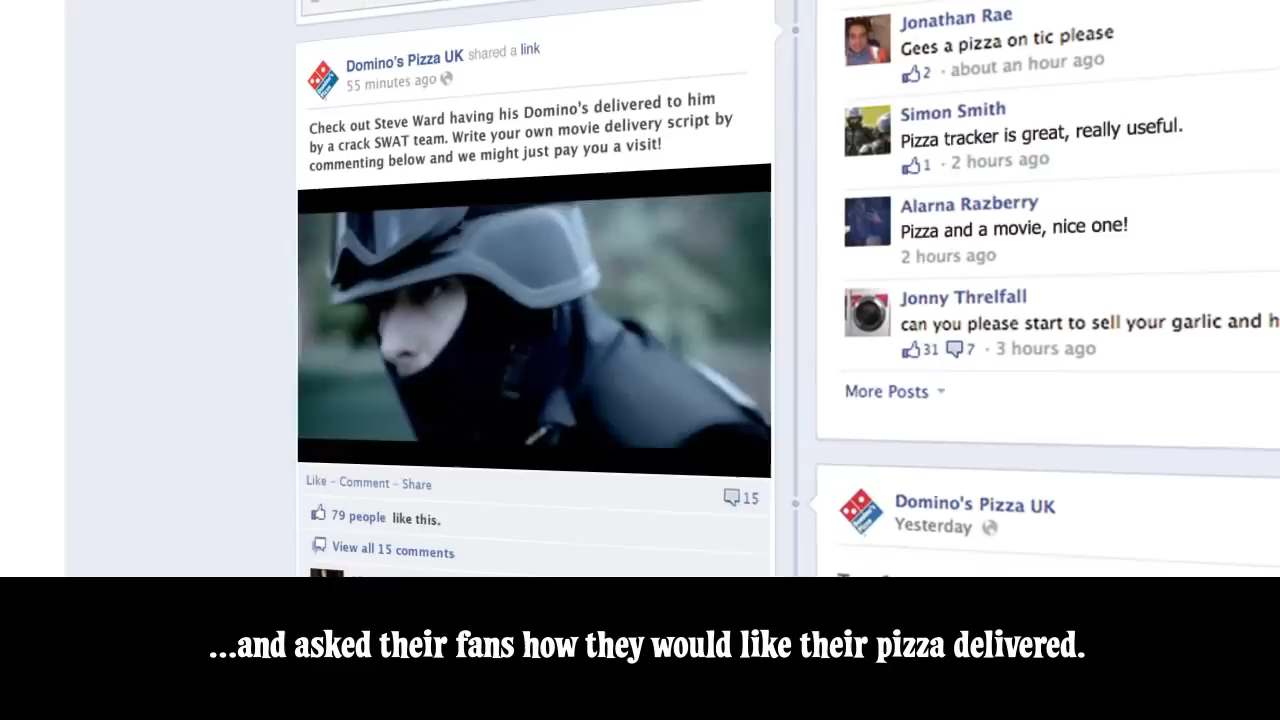 Domino's Pizza UK shared a link
55 minutes ago
Check out Steve Ward having his Domino's delivered to him
by a crack SWAT team. Write your own movie delivery script by
commenting below and we might just pay you a visit!
Like - Comment - Share
15
79 people like this.
View all 15 comments
Jonathan Rae
Gees a pizza on tic please
2 · about an hour ago
Simon Smith
Pizza tracker is great, really useful.
1 · 2 hours ago
Alarna Razberry
Pizza and a movie, nice one!
2 hours ago
Jonny Threlfall
can you please start to sell your garlic and h
31 7 · 3 hours ago
More Posts
Domino's Pizza UK
Yesterday
...and asked their fans how they would like their pizza delivered.